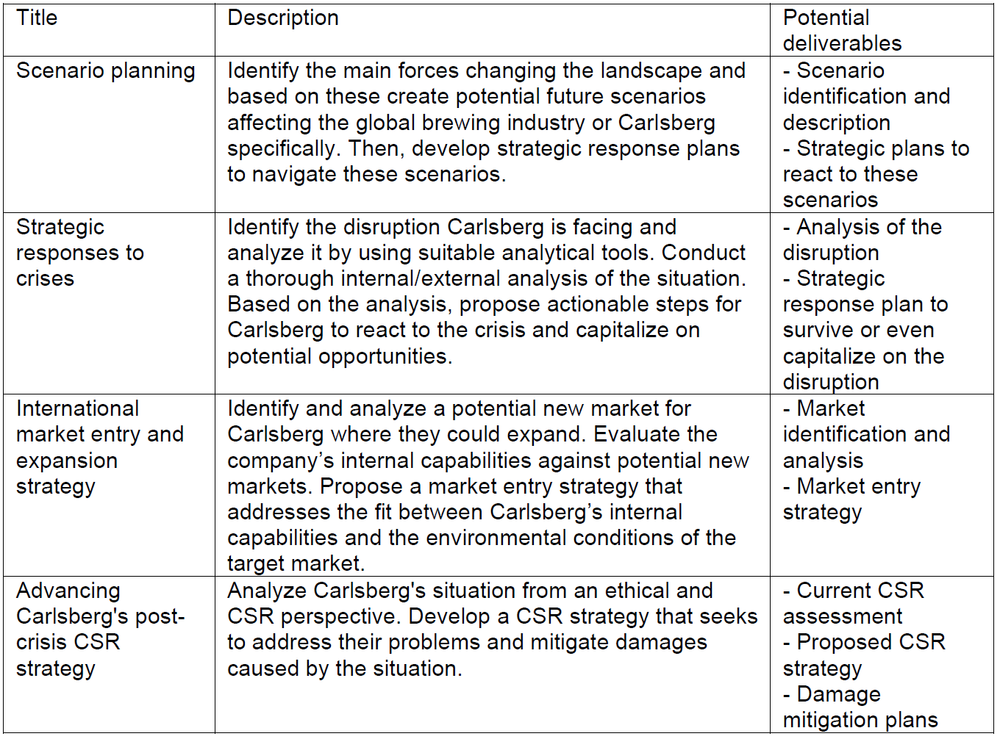 Title
Description
Potential
deliverables
Scenario planning
Identify the main forces changing the landscape and
based on these create potential future scenarios
affecting the global brewing industry or Carlsberg
specifically. Then, develop strategic response plans
to navigate these scenarios.
- Scenario
identification and
description
- Strategic plans to
react to these
scenarios
Strategic
responses to
crises
Identify the disruption Carlsberg is facing and
analyze it by using suitable analytical tools. Conduct
a thorough internal/external analysis of the situation.
Based on the analysis, propose actionable steps for
Carlsberg to react to the crisis and capitalize on
potential opportunities.
- Analysis of the
disruption
- Strategic
response plan to
survive or even
capitalize on the
disruption
International
market entry and
expansion
strategy
Identify and analyze a potential new market for
Carlsberg where they could expand. Evaluate the
company’s internal capabilities against potential new
markets. Propose a market entry strategy that
addresses the fit between Carlsberg’s internal
capabilities and the environmental conditions of the
target market.
- Market
identification and
analysis
- Market entry
strategy
Advancing
Carlsberg's post-
crisis CSR
strategy
Analyze Carlsberg's situation from an ethical and
CSR perspective. Develop a CSR strategy that seeks
to address their problems and mitigate damages
caused by the situation.
- Current CSR
assessment
- Proposed CSR
strategy
- Damage
mitigation plans